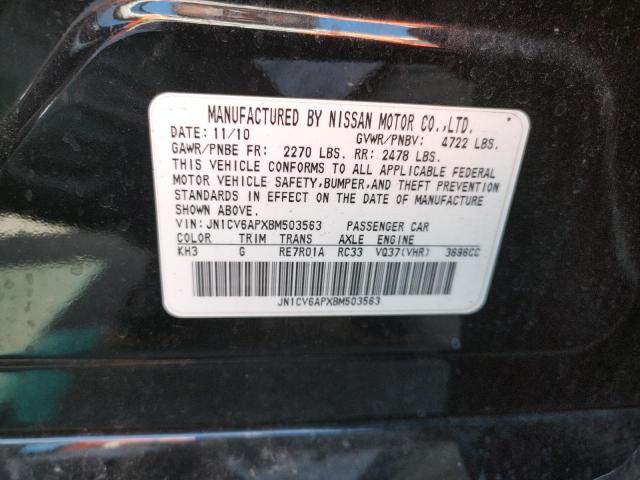 MANUFACTURED BY NISSAN MOTOR CO.,LTD.
DATE: 11/10 GVWR/PNBV: 4722 LBS.
GAWR/PNBE FR: 2270 LBS. RR: 2478 LBS.
THIS VEHICLE CONFORMS TO ALL APPLICABLE FEDERAL
MOTOR VEHICLE SAFETY,BUMPER,AND THEFT PREVENTION
STANDARDS IN EFFECT ON THE DATE OF MANUFACTURE
SHOWN ABOVE.
VIN: JN1CV6APXBM503563 PASSENGER CAR
COLOR TRIM TRANS AXLE ENGINE
KH3 G RE7R01A RC33 VQ37(VHR) 3696CC
JN1CV6APXBM503563